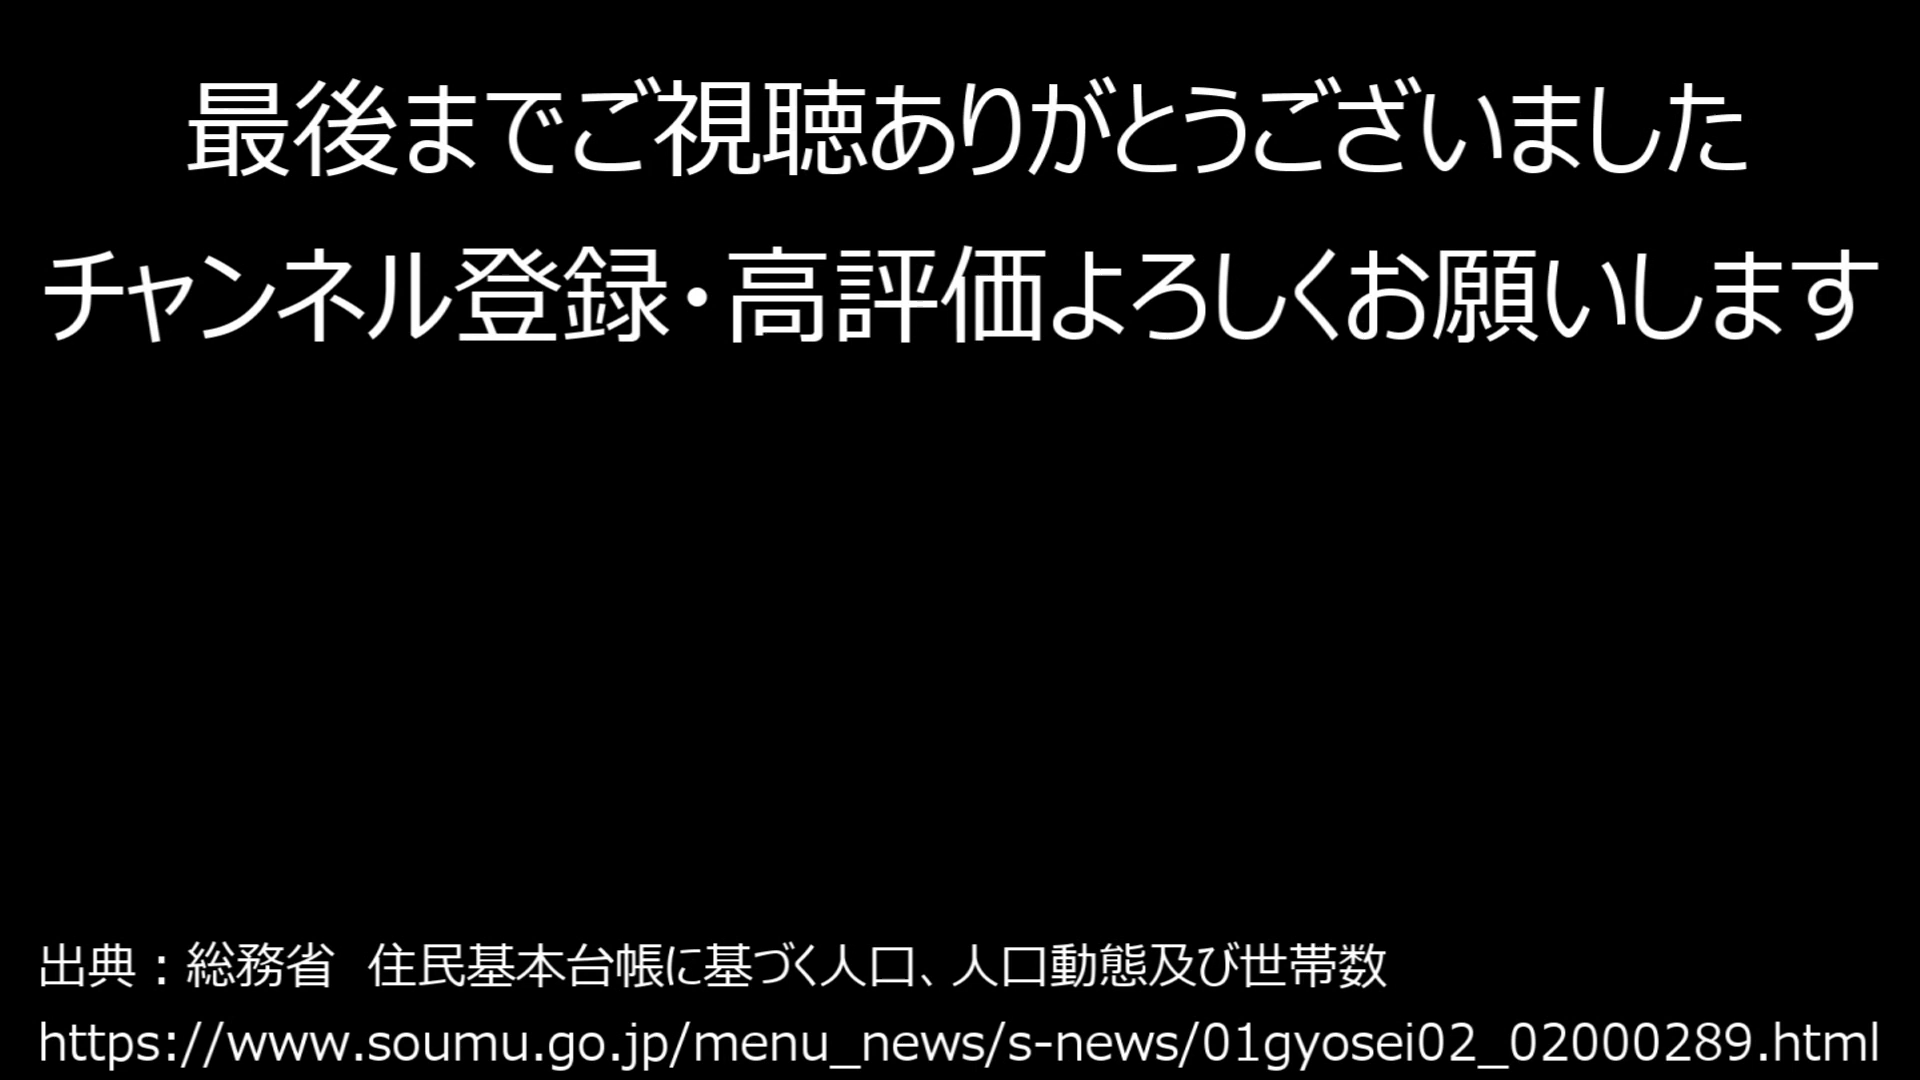 最後までご視聴ありがとうございました
チャンネル登録・高評価よろしくお願いします
出典：総務省　住民基本台帳に基づく人口、人口動態及び世帯数
https://www.soumu.go.jp/menu_news/s-news/01gyosei02_02000289.html